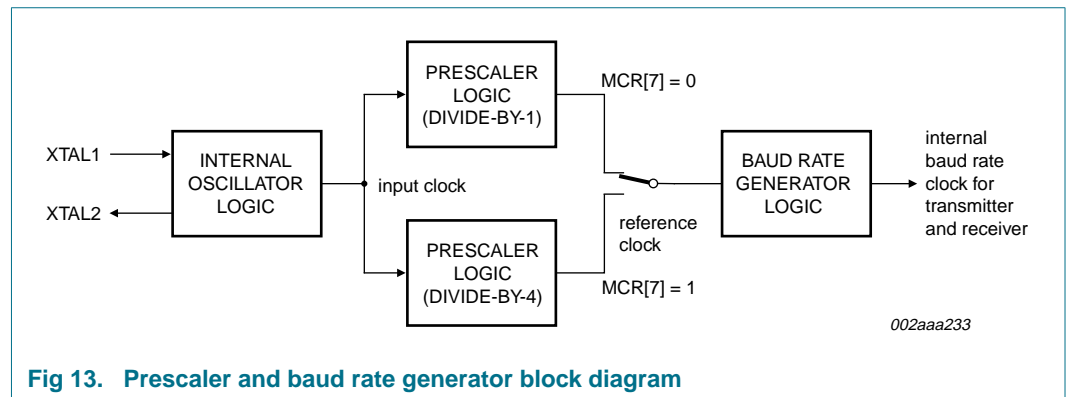 PRESCALER
LOGIC
(DIVIDE-BY-1)
MCR[7] = 0
XTAL1
XTAL2
INTERNAL
OSCILLATOR
LOGIC
input clock
BAUD RATE
GENERATOR
LOGIC
internal
baud rate
clock for
transmitter
and receiver
reference
clock
PRESCALER
LOGIC
(DIVIDE-BY-4)
MCR[7] = 1
002aaa233
Fig 13. Prescaler and baud rate generator block diagram